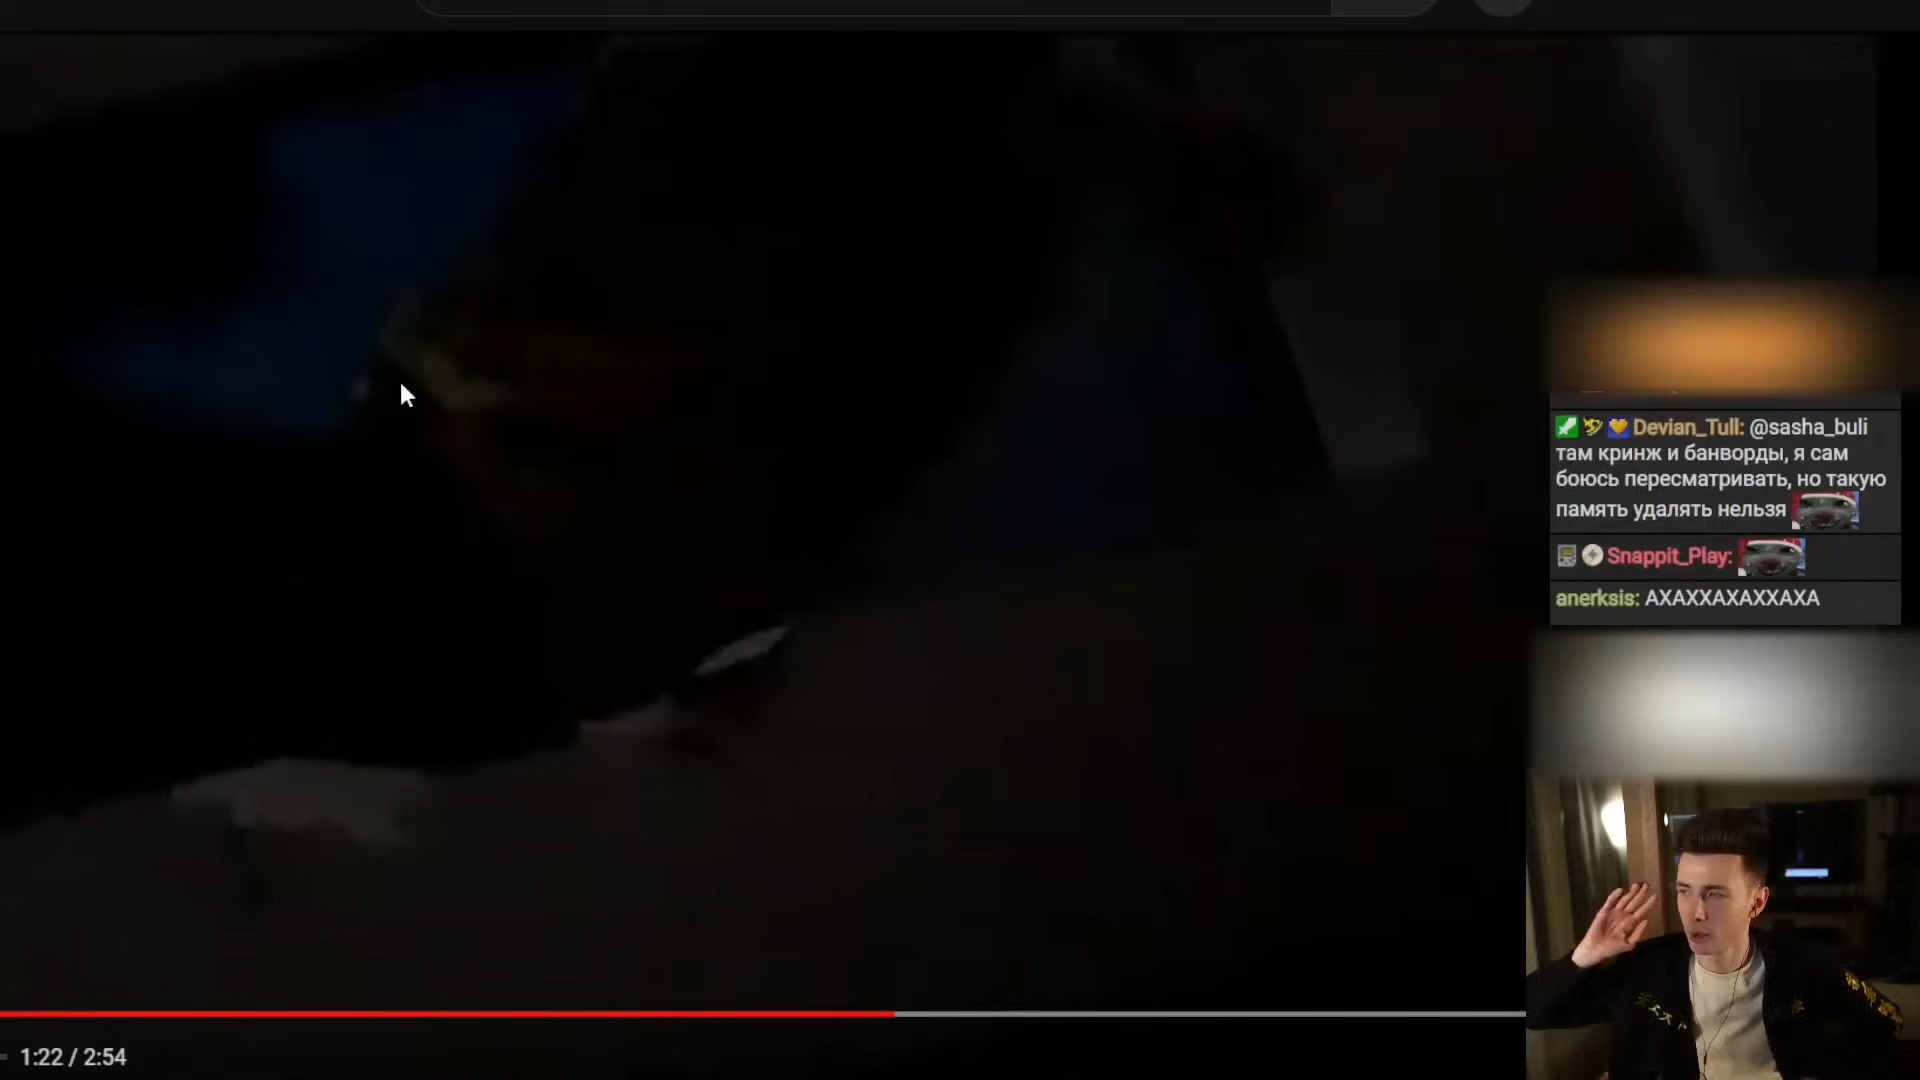 Devian_Tull: @sasha_buli
там кринж и банворды, я сам
боюсь пересматривать, но такую
память удалять нельзя
Snappit_Play:
anerksis: АХАХХАХАХХАХА
1:22 / 2:54